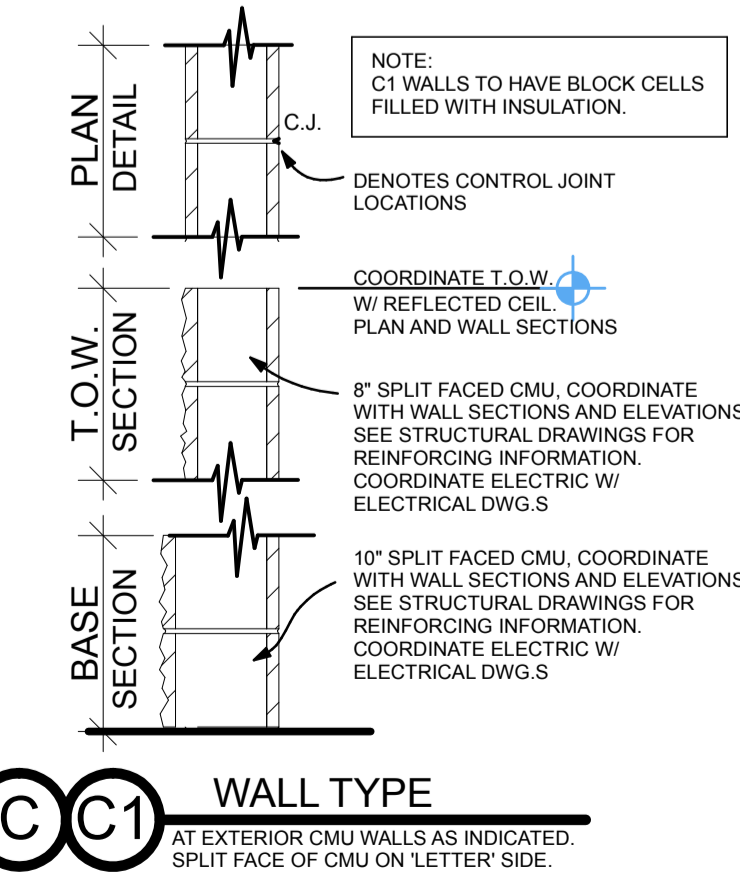 PLAN
DETAIL
C.J.
NOTE:
C1 WALLS TO HAVE BLOCK CELLS
FILLED WITH INSULATION.
DENOTES CONTROL JOINT
LOCATIONS
T.O.W.
SECTION
COORDINATE T.O.W.
W/ REFLECTED CEIL.
PLAN AND WALL SECTIONS
8" SPLIT FACED CMU, COORDINATE
WITH WALL SECTIONS AND ELEVATIONS
SEE STRUCTURAL DRAWINGS FOR
REINFORCING INFORMATION.
COORDINATE ELECTRIC W/
ELECTRICAL DWG.S
BASE
SECTION
10" SPLIT FACED CMU, COORDINATE
WITH WALL SECTIONS AND ELEVATIONS
SEE STRUCTURAL DRAWINGS FOR
REINFORCING INFORMATION.
COORDINATE ELECTRIC W/
ELECTRICAL DWG.S
C C1 WALL TYPE
AT EXTERIOR CMU WALLS AS INDICATED.
SPLIT FACE OF CMU ON 'LETTER' SIDE.